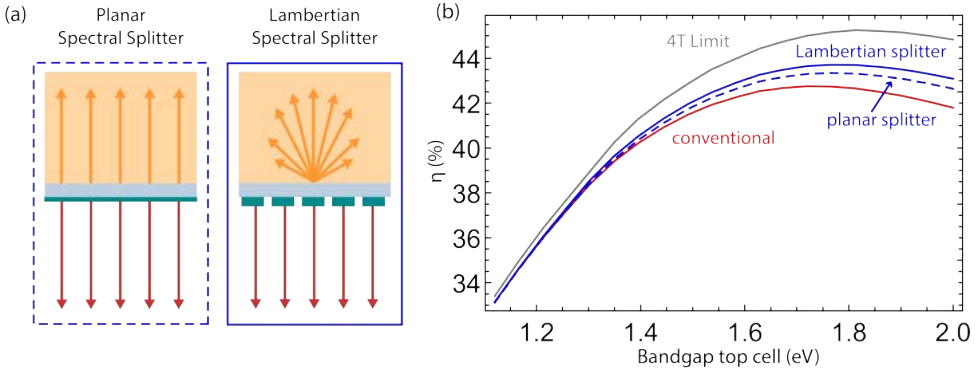 (a)
Planar
Spectral Splitter
Lambertian
Spectral Splitter
(b)
44
42
40
38
36
34
η (%)
4T Limit
Lambertian splitter
planar splitter
conventional
1.2 1.4 1.6 1.8 2.0
Bandgap top cell (eV)